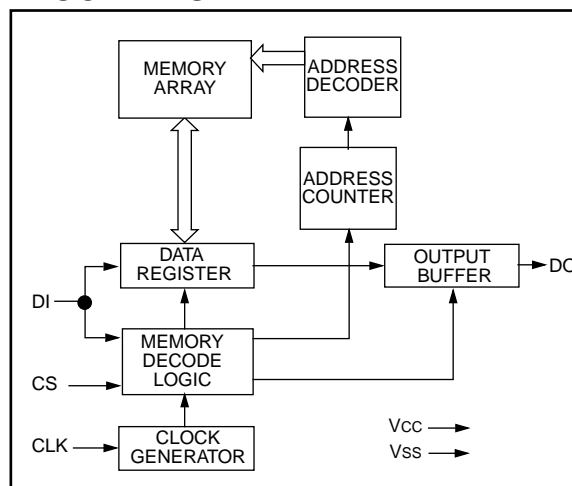 MEMORY
ARRAY
ADDRESS
DECODER
ADDRESS
COUNTER
DATA
REGISTER
OUTPUT
BUFFER
DO
DI
MEMORY
DECODE
LOGIC
CS
CLK
CLOCK
GENERATOR
VCC
VSS